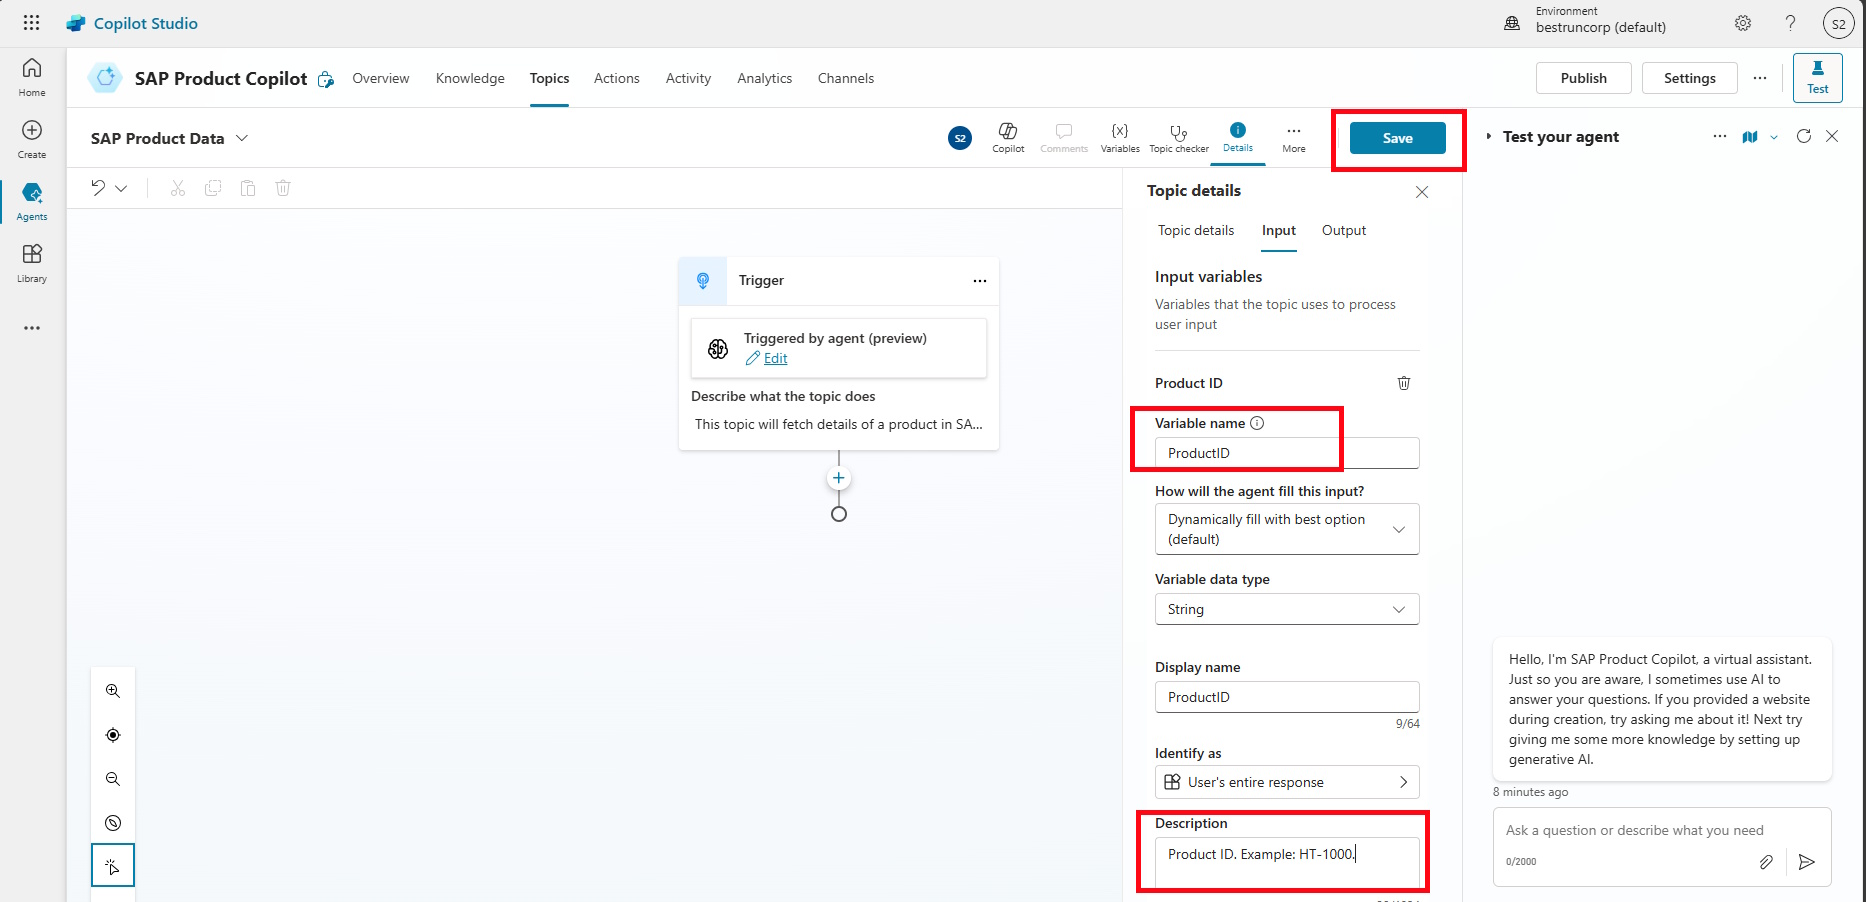 Copilot Studio
Environment
bestruncorp (default)
S2
Home
Create
Agents
Library
SAP Product Copilot
Overview
Knowledge
Topics
Actions
Activity
Analytics
Channels
Publish
Settings
Test
SAP Product Data
S2
Copilot
Comments
Variables
Topic checker
Details
More
Save
Trigger
Triggered by agent (preview)
Edit
Describe what the topic does
This topic will fetch details of a product in SA...
Topic details
Topic details
Input
Output
Input variables
Variables that the topic uses to process
user input
Product ID
Variable name
ProductID
How will the agent fill this input?
Dynamically fill with best option
(default)
Variable data type
String
Display name
ProductID
9/64
Identify as
User's entire response
Description
Product ID. Example: HT-1000.
Test your agent
Hello, I'm SAP Product Copilot, a virtual assistant.
Just so you are aware, I sometimes use AI to
answer your questions. If you provided a website
during creation, try asking me about it! Next try
giving me some more knowledge by setting up
generative AI.
8 minutes ago
Ask a question or describe what you need
0/2000